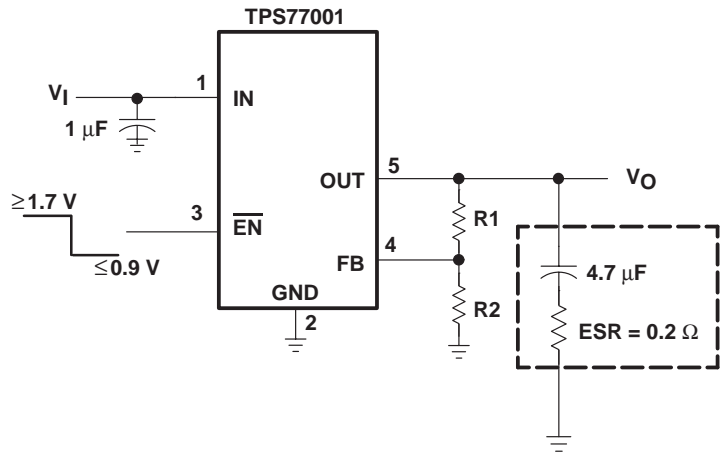 TPS77001
1
VI
IN
1 μF
5
OUT
VO
≥1.7 V
3
EN
R1
4
FB
4.7 μF
≤0.9 V
GND
R2
2
ESR = 0.2 Ω